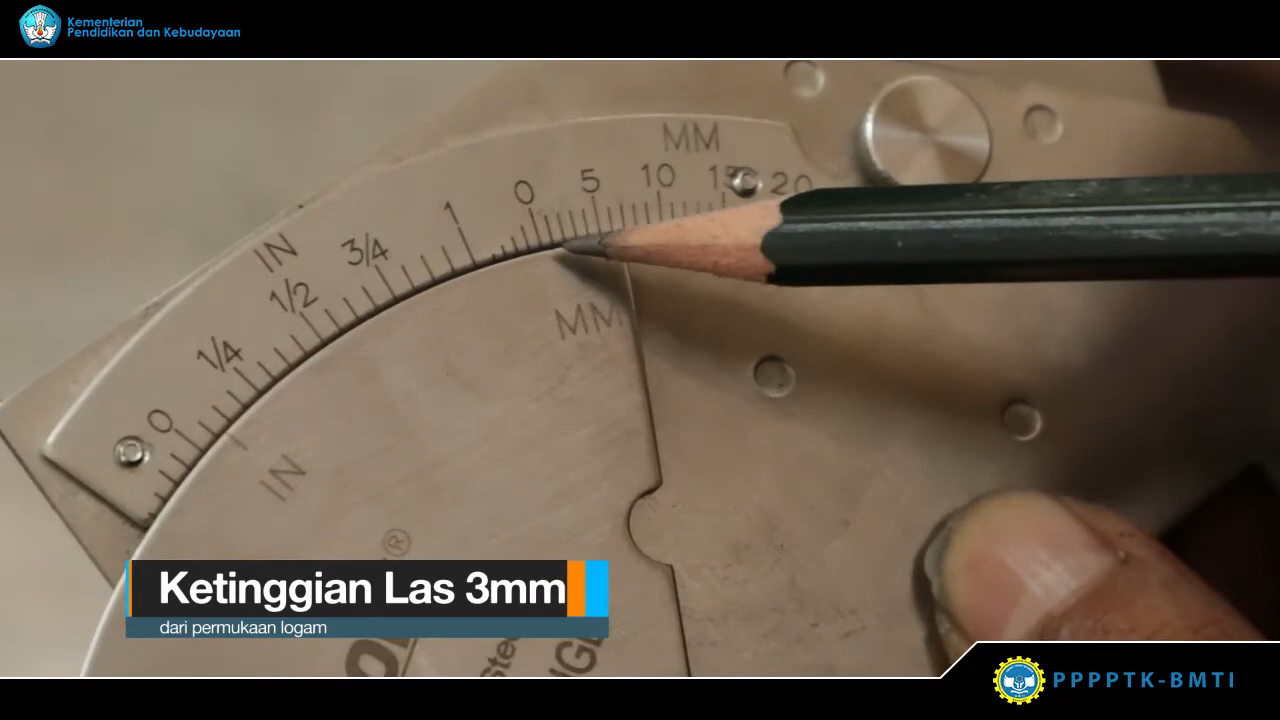 Kementerian
Pendidikan dan Kebudayaan
MM
0 5 10 15 20
IN
0 1/4 1/2 3/4 1
MM
IN
®
Stee
Ketinggian Las 3mm
dari permukaan logam
PPPPTK-BMTI